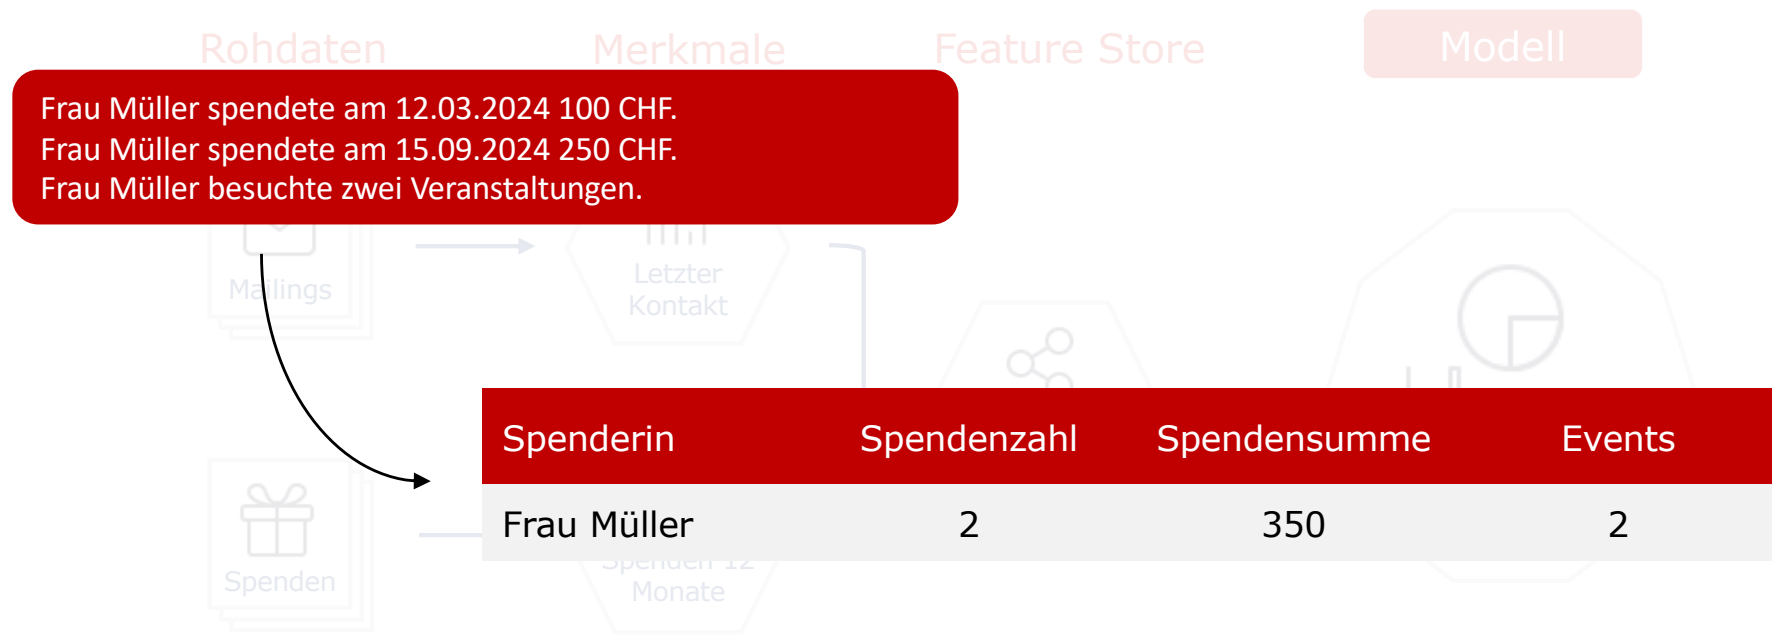 Rohdaten
Merkmale
Feature Store
Modell
Frau Müller spendete am 12.03.2024 100 CHF.
Frau Müller spendete am 15.09.2024 250 CHF.
Frau Müller besuchte zwei Veranstaltungen.
Mailings
Letzter
Kontakt
Spenderin Spendenzahl Spendensumme Events
Frau Müller 2 350 2
Spenden
Spenden 12
Monate